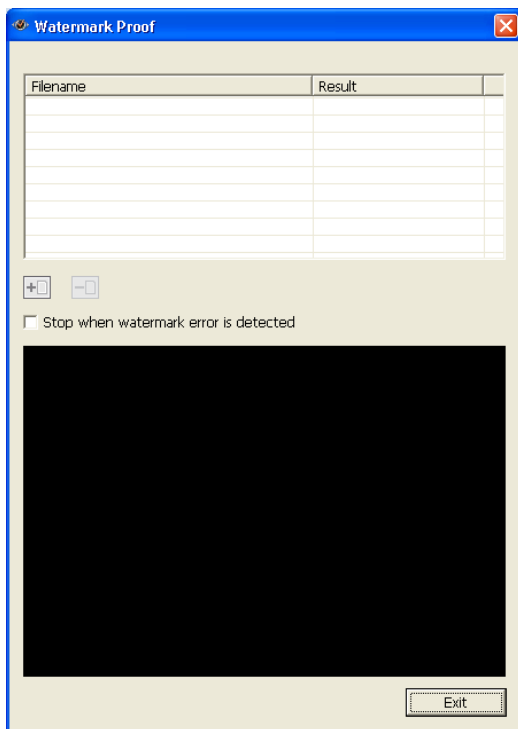 Watermark Proof
Filename Result
Stop when watermark error is detected
Exit